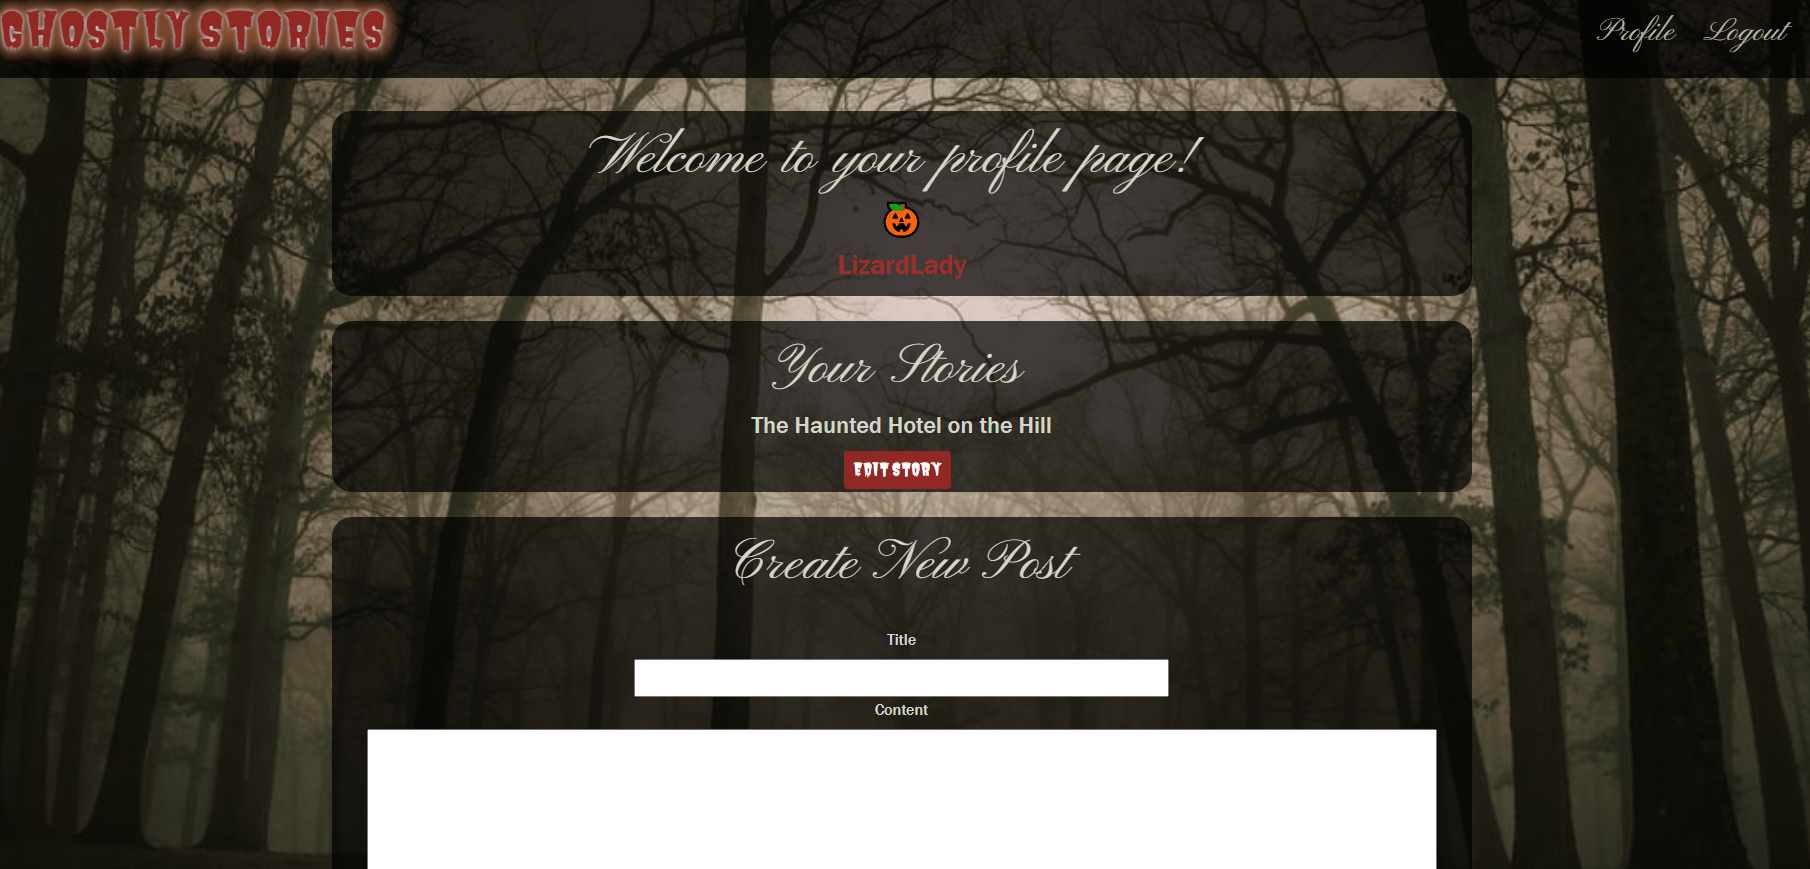 GHOSTLY STORIES
Profile Logout
Welcome to your profile page!
LizardLady
Your Stories
The Haunted Hotel on the Hill
EDIT STORY
Create New Post
Title
Content